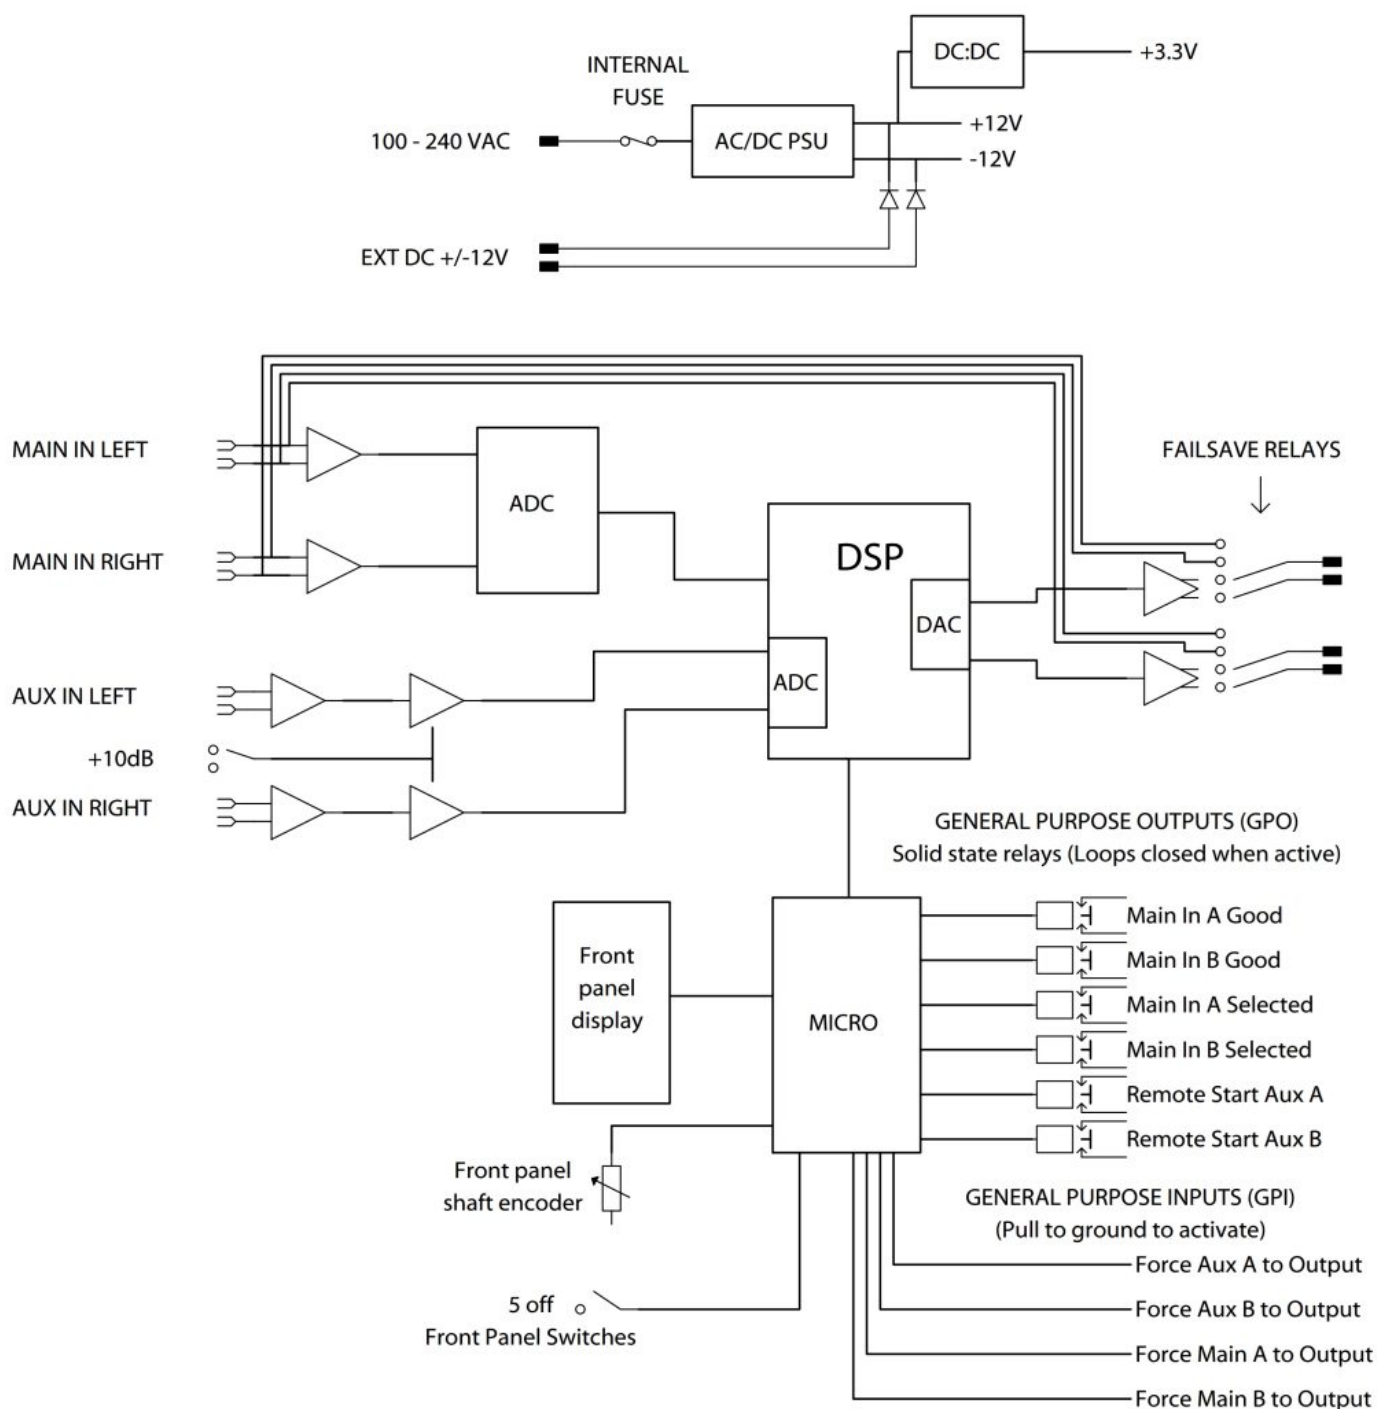 DC:DC
+3.3V
INTERNAL
FUSE
+12V
100 - 240 VAC
AC/DC PSU
-12V
EXT DC +/-12V
MAIN IN LEFT
FAILSAVE RELAYS
ADC
DSP
MAIN IN RIGHT
DAC
ADC
AUX IN LEFT
+10dB
AUX IN RIGHT
GENERAL PURPOSE OUTPUTS (GPO)
Solid state relays (Loops closed when active)
Main In A Good
Front
panel
display
Main In B Good
Main In A Selected
MICRO
Main In B Selected
Remote Start Aux A
Remote Start Aux B
Front panel
shaft encoder
GENERAL PURPOSE INPUTS (GPI)
(Pull to ground to activate)
Force Aux A to Output
5 off
Front Panel Switches
Force Aux B to Output
Force Main A to Output
Force Main B to Output